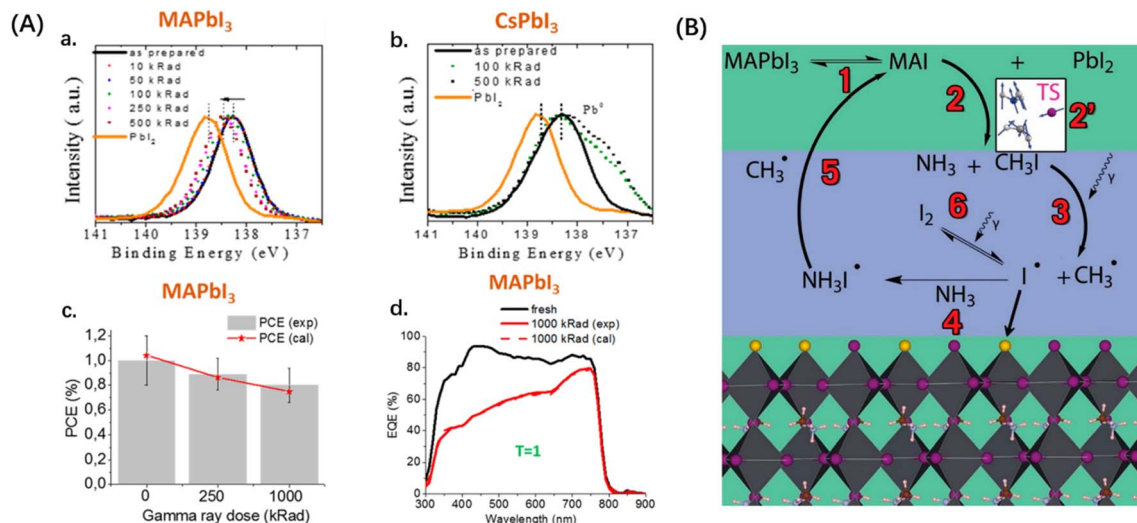 (A)
MAPbI₃
a.
as prepared
10 kRad
50 kRad
100 kRad
250 kRad
500 kRad
PbI₂
Intensity ( a.u.)
141 139 138 137
Binding Energy (eV)
CsPbI₃
b.
as prepared
100 kRad
500 kRad
PbI₂
Pb⁰
Intensity (a.u.)
141 140 139 138 137
Binding Energy (eV)
MAPbI₃
c.
PCE (exp)
PCE (cal)
PCE (%)
1,2
1,0
0,8
0,6
0,4
0,2
0,0
0 250 1000
Gamma ray dose (kRad)
MAPbI₃
d.
fresh
1000 kRad (exp)
1000 kRad (cal)
EQE (%)
100
80
60
40
20
0
T=1
300 400 500 600 700 800 900
Wavelength (nm)
(B)
MAPbI₃ MAI + PbI₂
1
2
TS
2'
NH₃ + CH₃I
CH₃•
5
γ
6
3
I₂
γ
NH₃I• I• + CH₃•
NH₃
4